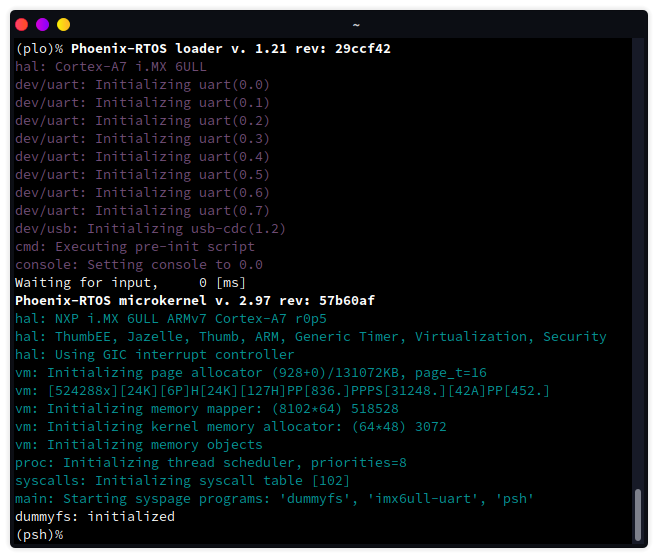 ~
(plo)% Phoenix-RTOS loader v. 1.21 rev: 29ccf42
hal: Cortex-A7 i.MX 6ULL
dev/uart: Initializing uart(0.0)
dev/uart: Initializing uart(0.1)
dev/uart: Initializing uart(0.2)
dev/uart: Initializing uart(0.3)
dev/uart: Initializing uart(0.4)
dev/uart: Initializing uart(0.5)
dev/uart: Initializing uart(0.6)
dev/uart: Initializing uart(0.7)
dev/usb: Initializing usb-cdc(1.2)
cmd: Executing pre-init script
console: Setting console to 0.0
Waiting for input,     0 [ms]
Phoenix-RTOS microkernel v. 2.97 rev: 57b60af
hal: NXP i.MX 6ULL ARMv7 Cortex-A7 r0p5
hal: ThumbEE, Jazelle, Thumb, ARM, Generic Timer, Virtualization, Security
hal: Using GIC interrupt controller
vm: Initializing page allocator (928+0)/131072KB, page_t=16
vm: [524288x][24K][6P]H[24K][127H]PP[836.]PPPS[31248.][42A]PP[452.]
vm: Initializing memory mapper: (8102*64) 518528
vm: Initializing kernel memory allocator: (64*48) 3072
vm: Initializing memory objects
proc: Initializing thread scheduler, priorities=8
syscalls: Initializing syscall table [102]
main: Starting syspage programs: 'dummyfs', 'imx6ull-uart', 'psh'
dummyfs: initialized
(psh)%